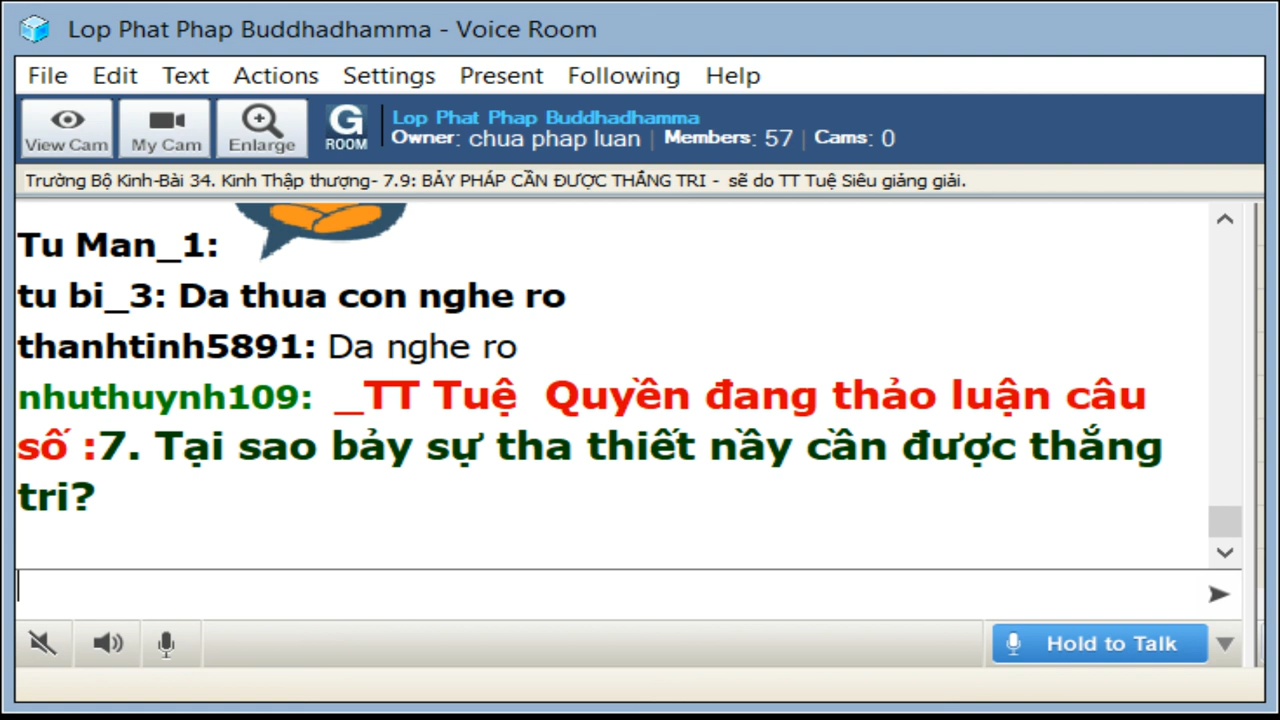 Lop Phat Phap Buddhadhamma - Voice Room
File Edit Text Actions Settings Present Following Help
View Cam My Cam Enlarge G ROOM
Lop Phat Phap Buddhadhamma
Owner: chua phap luan | Members: 57 | Cams: 0
Trường Bộ Kinh-Bài 34. Kinh Thập thượng- 7.9: BẢY PHÁP CẦN ĐƯỢC THẮNG TRI - sẽ do TT Tuệ Siêu giảng giải.
Tu Man_1:
tu bi_3: Da thua con nghe ro
thanhtinh5891: Da nghe ro
nhuthuynh109: _TT Tuệ Quyền đang thảo luận câu
số :7. Tại sao bảy sự tha thiết nầy cần được thắng
tri?
Hold to Talk